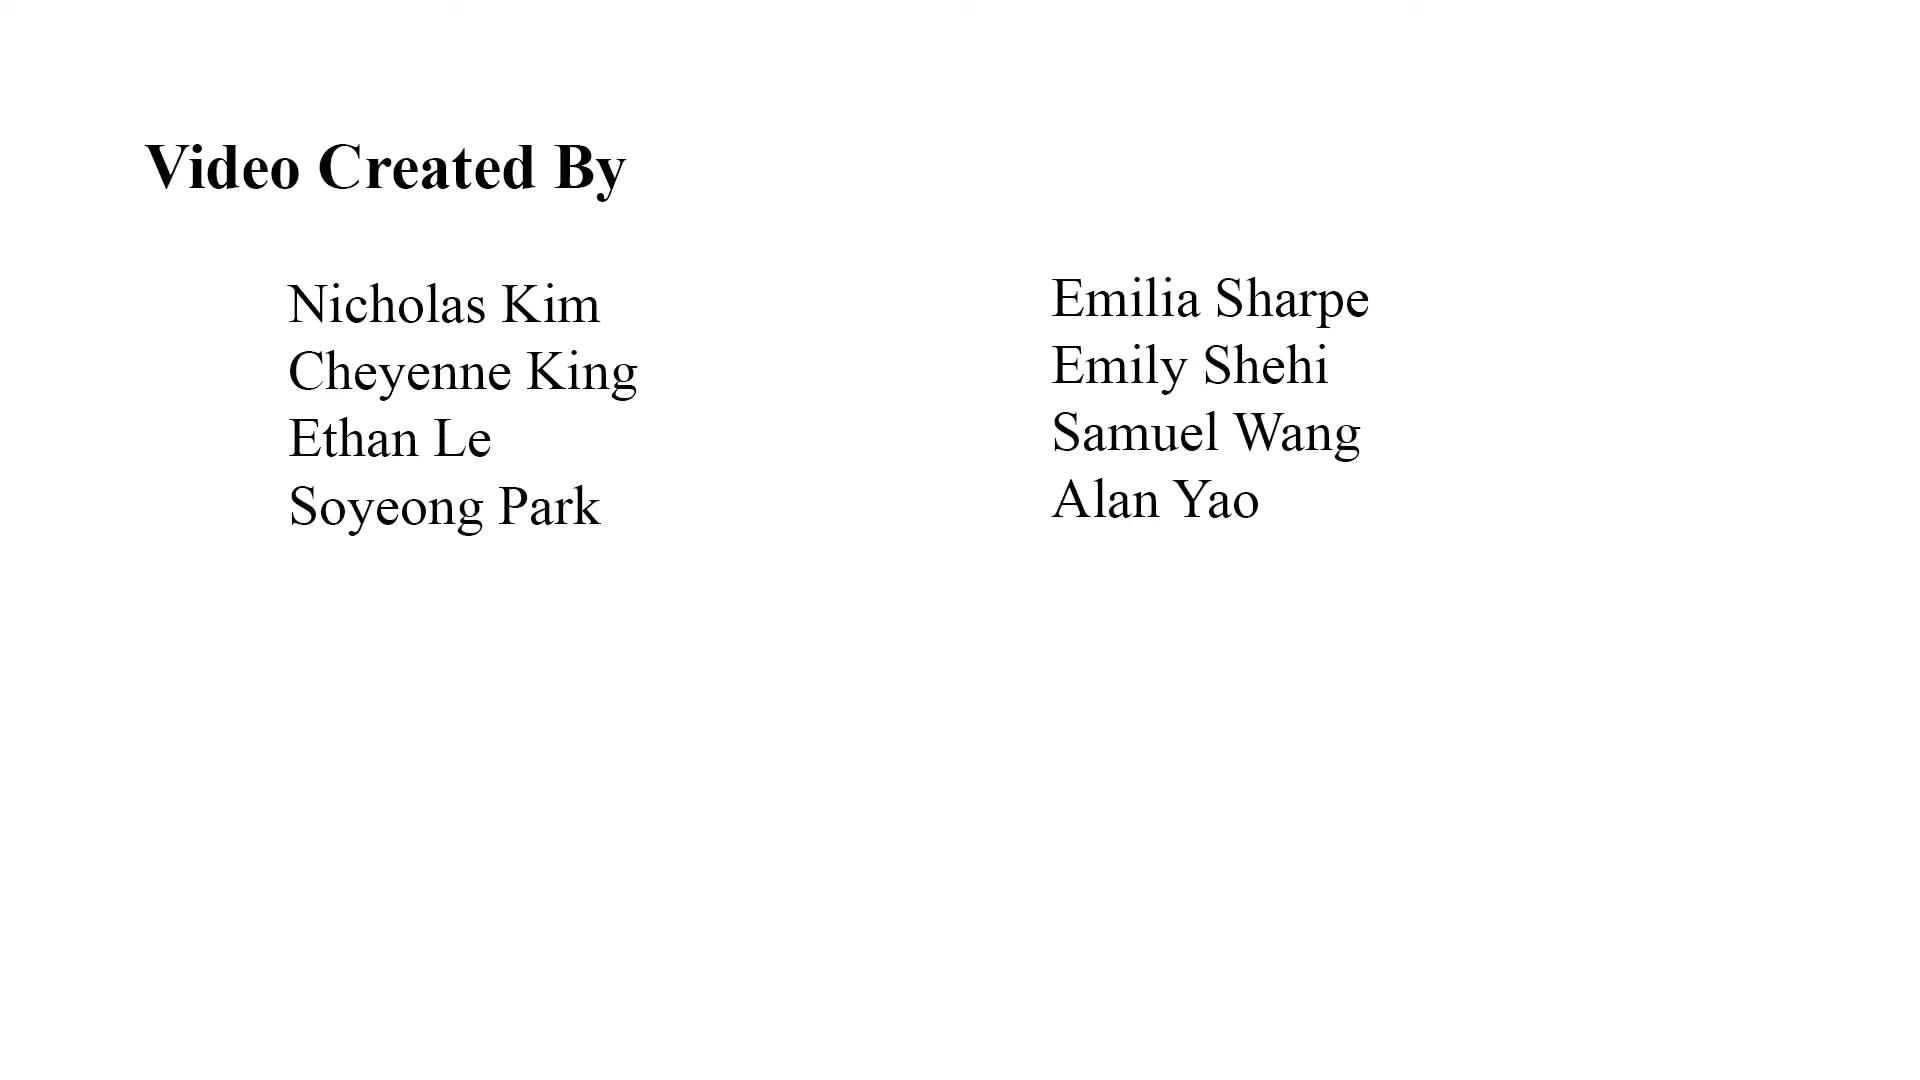 Video Created By
Nicholas Kim
Cheyenne King
Ethan Le
Soyeong Park
Emilia Sharpe
Emily Shehi
Samuel Wang
Alan Yao